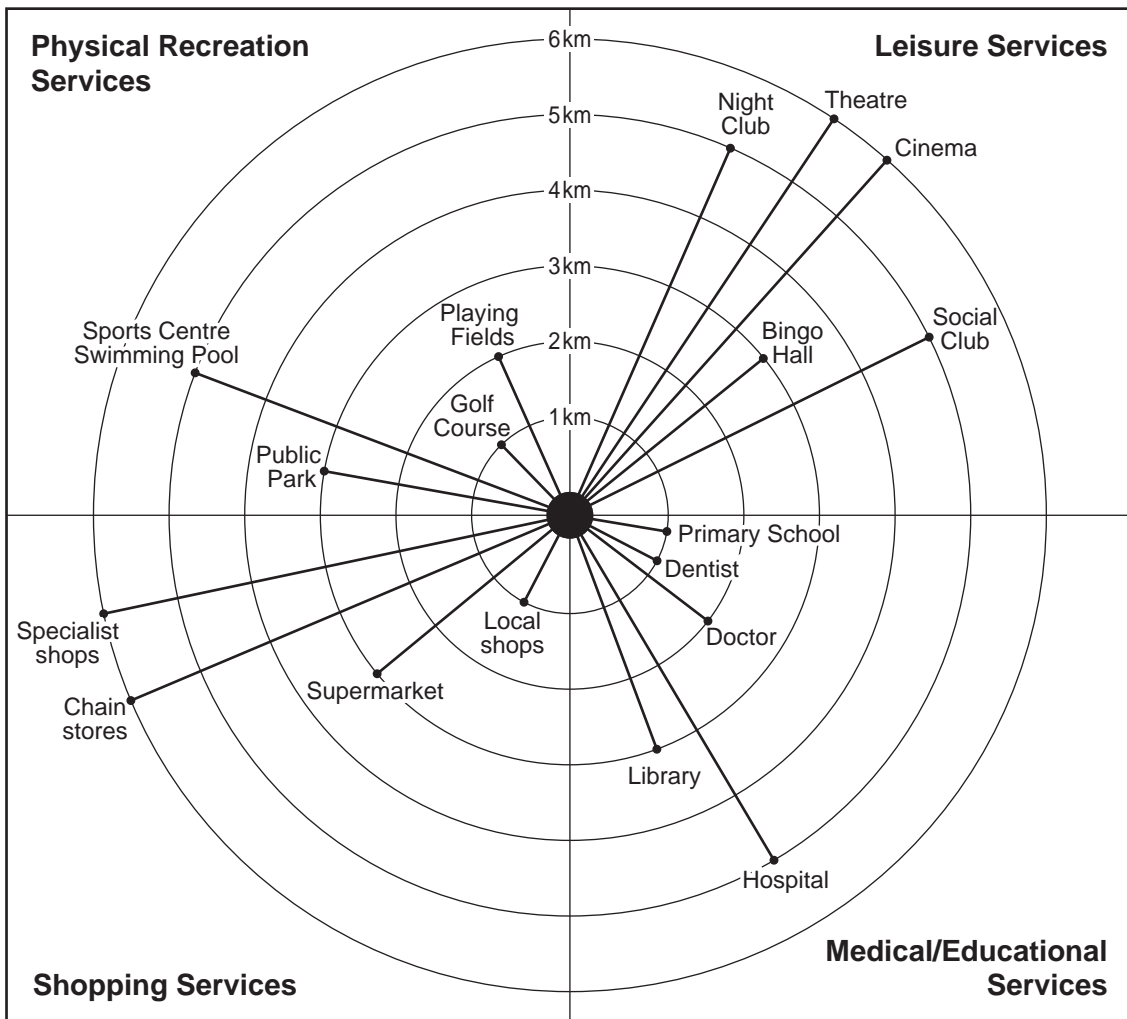 Physical Recreation
Services
Leisure Services
6km
5km
4km
3km
2km
1km
Night
Club
Theatre
Cinema
Bingo
Hall
Social
Club
Playing
Fields
Sports Centre
Swimming Pool
Golf
Course
Public
Park
Primary School
Dentist
Doctor
Library
Hospital
Local
shops
Supermarket
Specialist
shops
Chain
stores
Shopping Services
Medical/Educational
Services